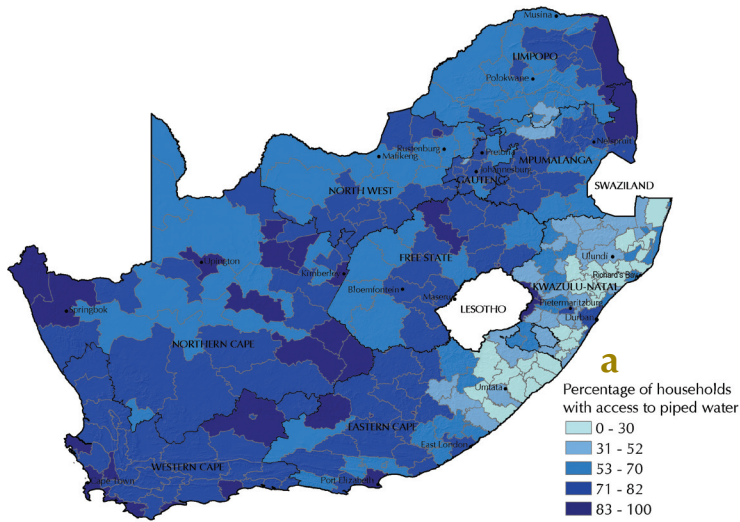 Musina
LIMPOPO
Polokwane
Nelspruit
Rustenburg
Mafikeng
Pretoria
MPUMALANGA
Johannesburg
GAUTENG
NORTH WEST
SWAZILAND
Upington
FREE STATE
Ulundi
Kimberley
Richard's Bay
Bloemfontein
Maseru
KWAZULU-NATAL
LESOTHO
Pietermaritzburg
Springbok
Durban
NORTHERN CAPE
a
Percentage of households
with access to piped water
0 - 30
31 - 52
53 - 70
71 - 82
83 - 100
Umtata
EASTERN CAPE
East London
WESTERN CAPE
Cape Town
Port Elizabeth